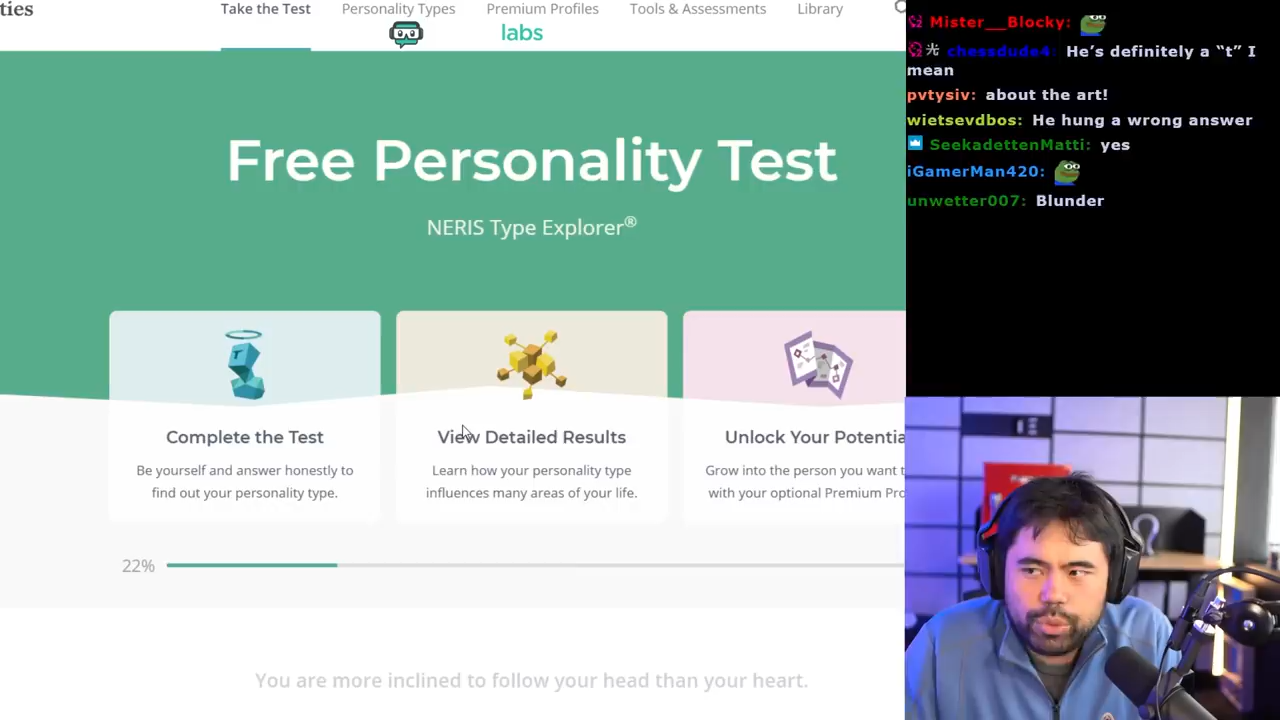 ties
Take the Test
Personality Types
Premium Profiles
Tools & Assessments
Library
labs
Free Personality Test
NERIS Type Explorer®
Complete the Test
Be yourself and answer honestly to
find out your personality type.
View Detailed Results
Learn how your personality type
influences many areas of your life.
Unlock Your Potentia
Grow into the person you want t
with your optional Premium Pro
22%
You are more inclined to follow your head than your heart.
Mister__Blocky:
chessdude4: He’s definitely a “t” I
mean
pvtysiv: about the art!
wietsevdbos: He hung a wrong answer
SeekadettenMatti: yes
iGamerMan420:
unwetter007: Blunder